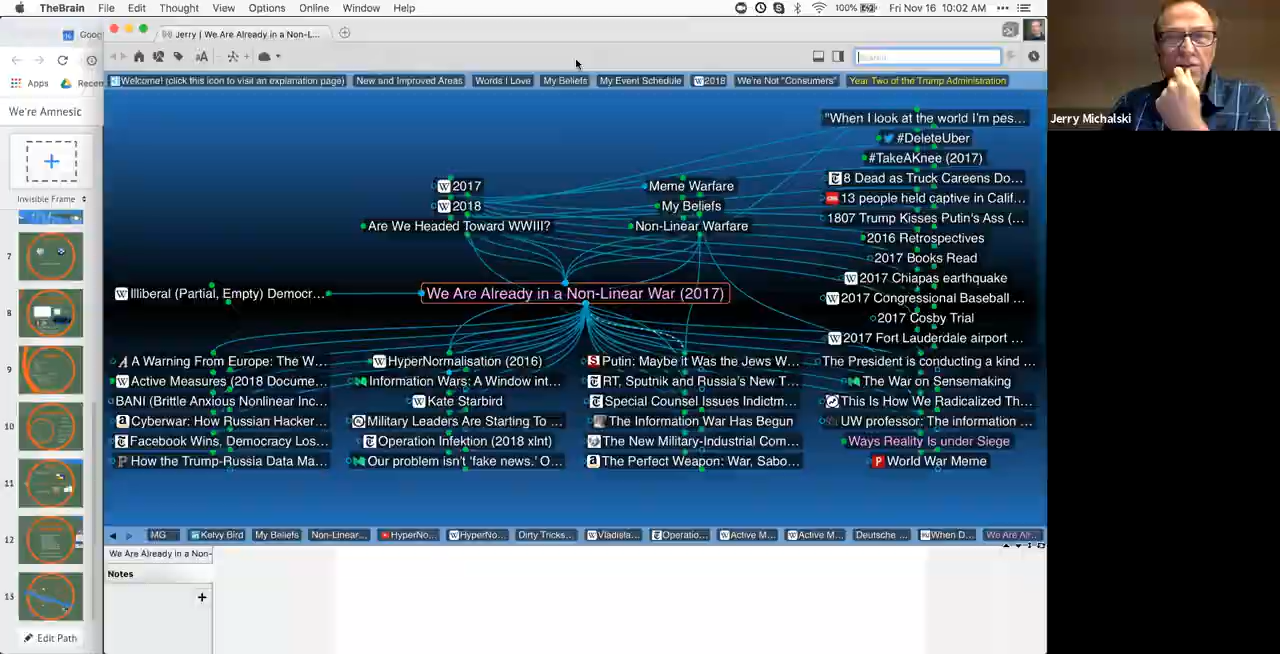 TheBrain File Edit Thought View Options Online Window Help 100% Fri Nov 16 10:02 AM
Goog
Jerry | We Are Already in a Non-L...
Apps Recen
We're Amnesic
Invisible Frame
7
8
9
10
11
12
13
Edit Path
Welcome! (click this icon to visit an explanation page) New and Improved Areas Words I Love My Beliefs My Event Schedule 2018 We're Not "Consumers" Year Two of the Trump Administration
2017
2018
Are We Headed Toward WWIII?
Meme Warfare
My Beliefs
Non-Linear Warfare
"When I look at the world I'm pes...
#DeleteUber
#TakeAKnee (2017)
8 Dead as Truck Careens Do...
13 people held captive in Calif...
1807 Trump Kisses Putin's Ass (...
2016 Retrospectives
2017 Books Read
2017 Chiapas earthquake
2017 Congressional Baseball ...
2017 Cosby Trial
2017 Fort Lauderdale airport ...
Illiberal (Partial, Empty) Democr...
We Are Already in a Non-Linear War (2017)
A Warning From Europe: The W...
Active Measures (2018 Docume...
BANI (Brittle Anxious Nonlinear Inc...
Cyberwar: How Russian Hacker...
Facebook Wins, Democracy Los...
How the Trump-Russia Data Ma...
HyperNormalisation (2016)
Information Wars: A Window int...
Kate Starbird
Military Leaders Are Starting To ...
Operation Infektion (2018 xInt)
Our problem isn't 'fake news.' O...
Putin: Maybe it Was the Jews W...
RT, Sputnik and Russia's New T...
Special Counsel Issues Indictm...
The Information War Has Begun
The New Military-Industrial Com...
The Perfect Weapon: War, Sabo...
The President is conducting a kind ...
The War on Sensemaking
This Is How We Radicalized Th...
UW professor: The information ...
Ways Reality Is under Siege
World War Meme
MG Kelvy Bird My Beliefs Non-Linear... HyperNo... HyperNo... Dirty Tricks... Vladisla... Operatio... Active M... Active M... Deutsche ... When D... We Are Alr...
We Are Already in a Non-
Notes
Jerry Michalski